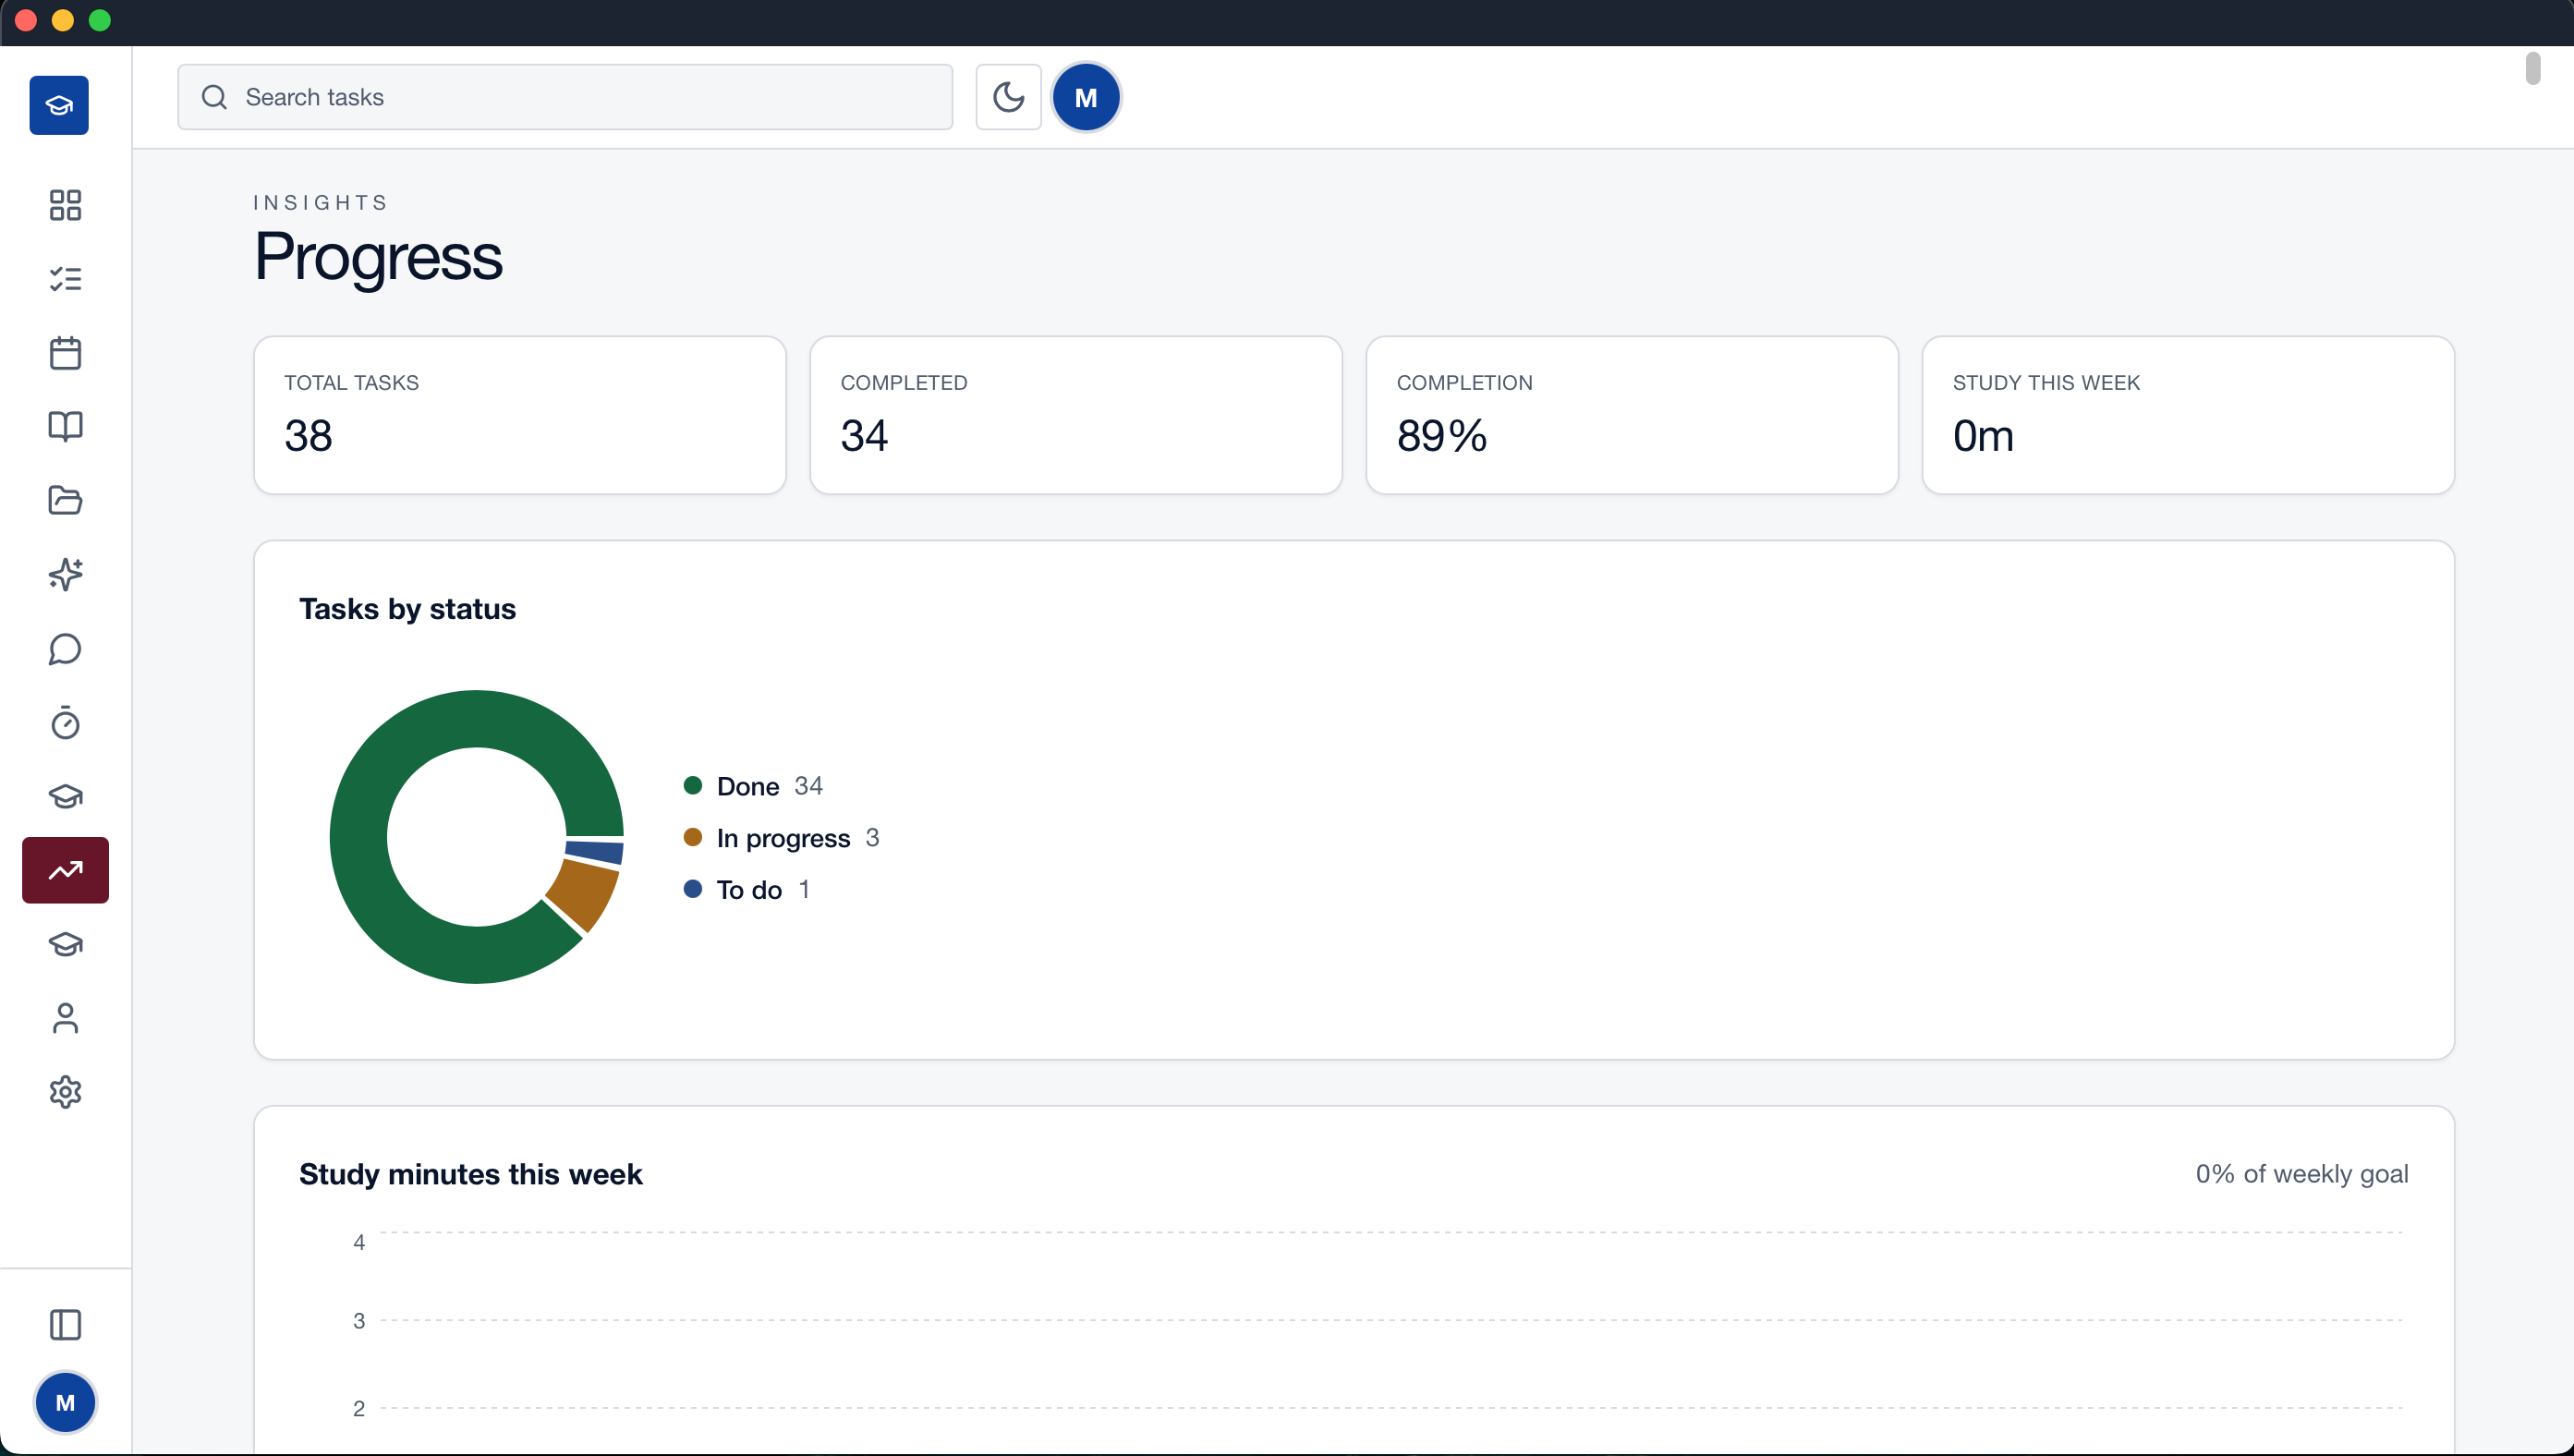 Search tasks
M
INSIGHTS
Progress
TOTAL TASKS
38
COMPLETED
34
COMPLETION
89%
STUDY THIS WEEK
0m
Tasks by status
Done 34
In progress 3
To do 1
Study minutes this week
0% of weekly goal
4
3
2
M